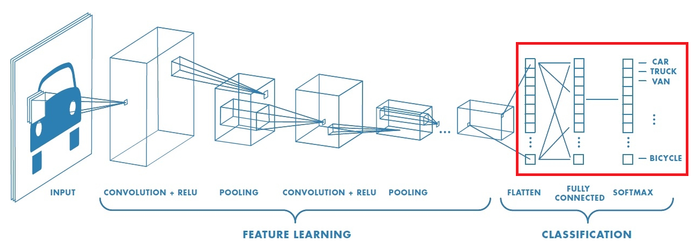 CAR
TRUCK
VAN
BICYCLE
INPUT
CONVOLUTION + RELU
POOLING
CONVOLUTION + RELU
POOLING
FLATTEN
FULLY
CONNECTED
SOFTMAX
FEATURE LEARNING
CLASSIFICATION